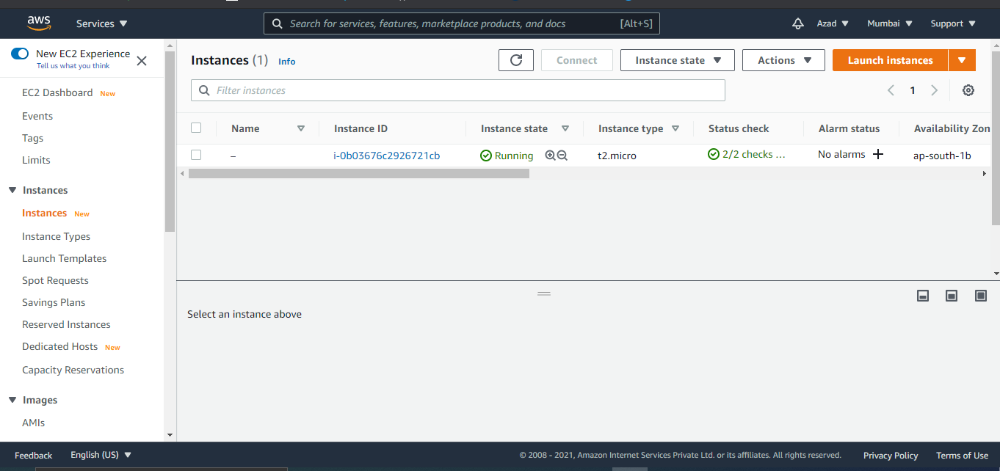 aws Services Search for services, features, marketplace products, and docs [Alt+S] Azad Mumbai Support
New EC2 Experience
Tell us what you think
EC2 Dashboard New
Events
Tags
Limits
Instances
Instances New
Instance Types
Launch Templates
Spot Requests
Savings Plans
Reserved Instances
Dedicated Hosts New
Capacity Reservations
Images
AMIs
Instances (1) Info Connect Instance state Actions Launch instances
Filter instances 1
Name Instance ID Instance state Instance type Status check Alarm status Availability Zon
– i-0b03676c2926721cb Running t2.micro 2/2 checks ... No alarms + ap-south-1b
Select an instance above
Feedback English (US) © 2008 - 2021, Amazon Internet Services Private Ltd. or its affiliates. All rights reserved. Privacy Policy Terms of Use